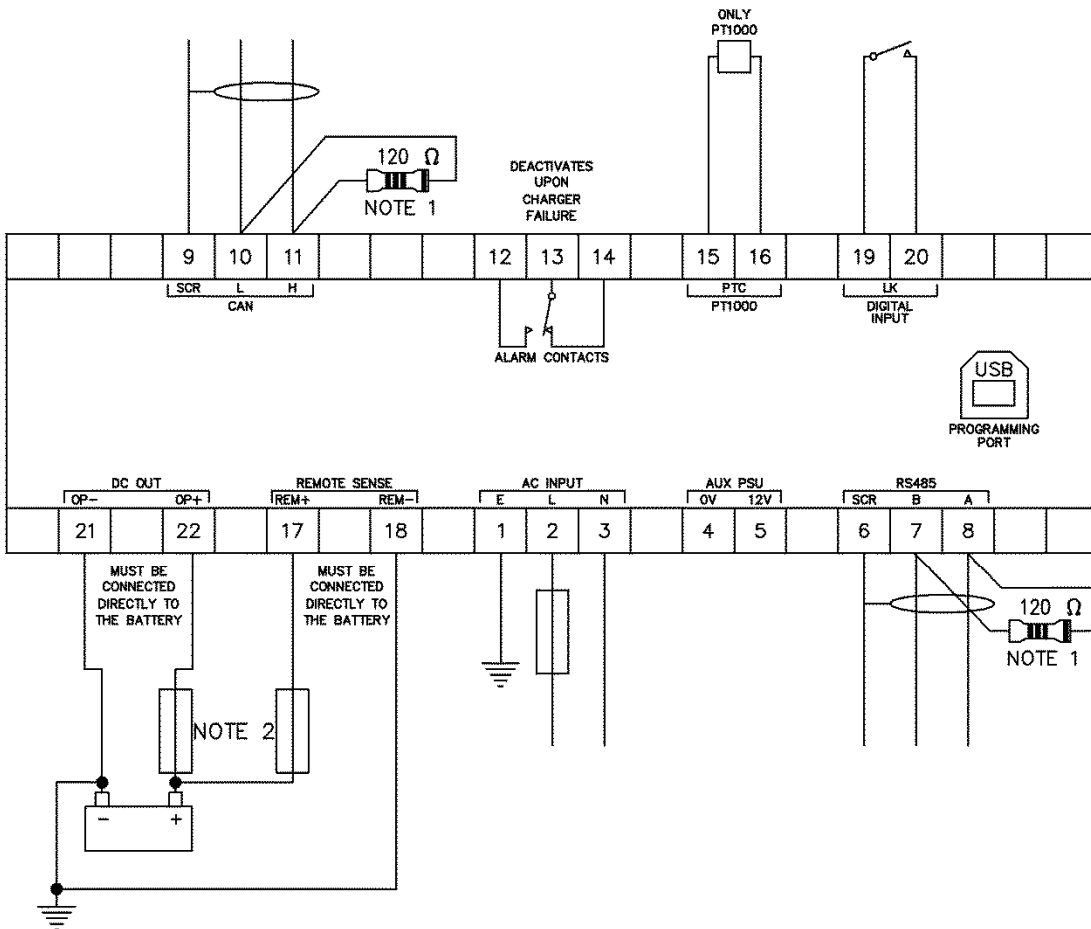 ONLY
PT1000
120 Ω
NOTE 1
DEACTIVATES
UPON
CHARGER
FAILURE
9 10 11 12 13 14 15 16 19 20
SCR L H
CAN
ALARM CONTACTS
PTC
PT1000
LK
DIGITAL
INPUT
USB
PROGRAMMING
PORT
DC OUT
OP- OP+
REMOTE SENSE
REM+ REM-
AC INPUT
E L N
AUX PSU
0V 12V
RS485
SCR B A
21 22 17 18 1 2 3 4 5 6 7 8
MUST BE
CONNECTED
DIRECTLY TO
THE BATTERY
MUST BE
CONNECTED
DIRECTLY TO
THE BATTERY
120 Ω
NOTE 1
NOTE 2
- +